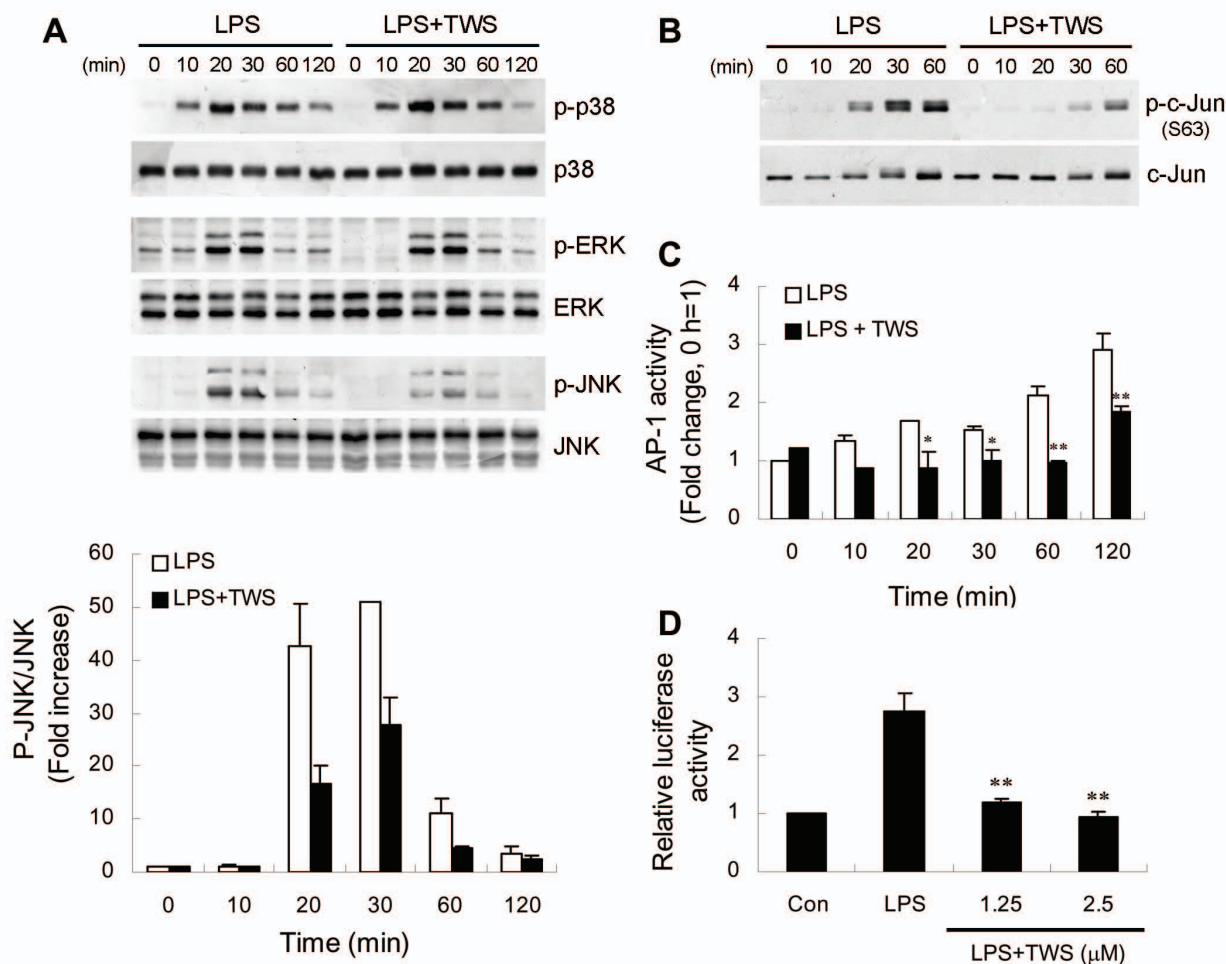 A
LPS LPS+TWS
(min) 0 10 20 30 60 120 0 10 20 30 60 120
p-p38
p38
p-ERK
ERK
p-JNK
JNK
P-JNK/JNK
(Fold increase)
60
50
40
30
20
10
0
LPS
LPS+TWS
0 10 20 30 60 120
Time (min)
B
LPS LPS+TWS
(min) 0 10 20 30 60 0 10 20 30 60
p-c-Jun
(S63)
c-Jun
C
AP-1 activity
(Fold change, 0 h=1)
4
3
2
1
0
LPS
LPS + TWS
* * ** **
0 10 20 30 60 120
Time (min)
D
Relative luciferase
activity
4
3
2
1
0
** **
Con LPS 1.25 2.5
LPS+TWS (μM)